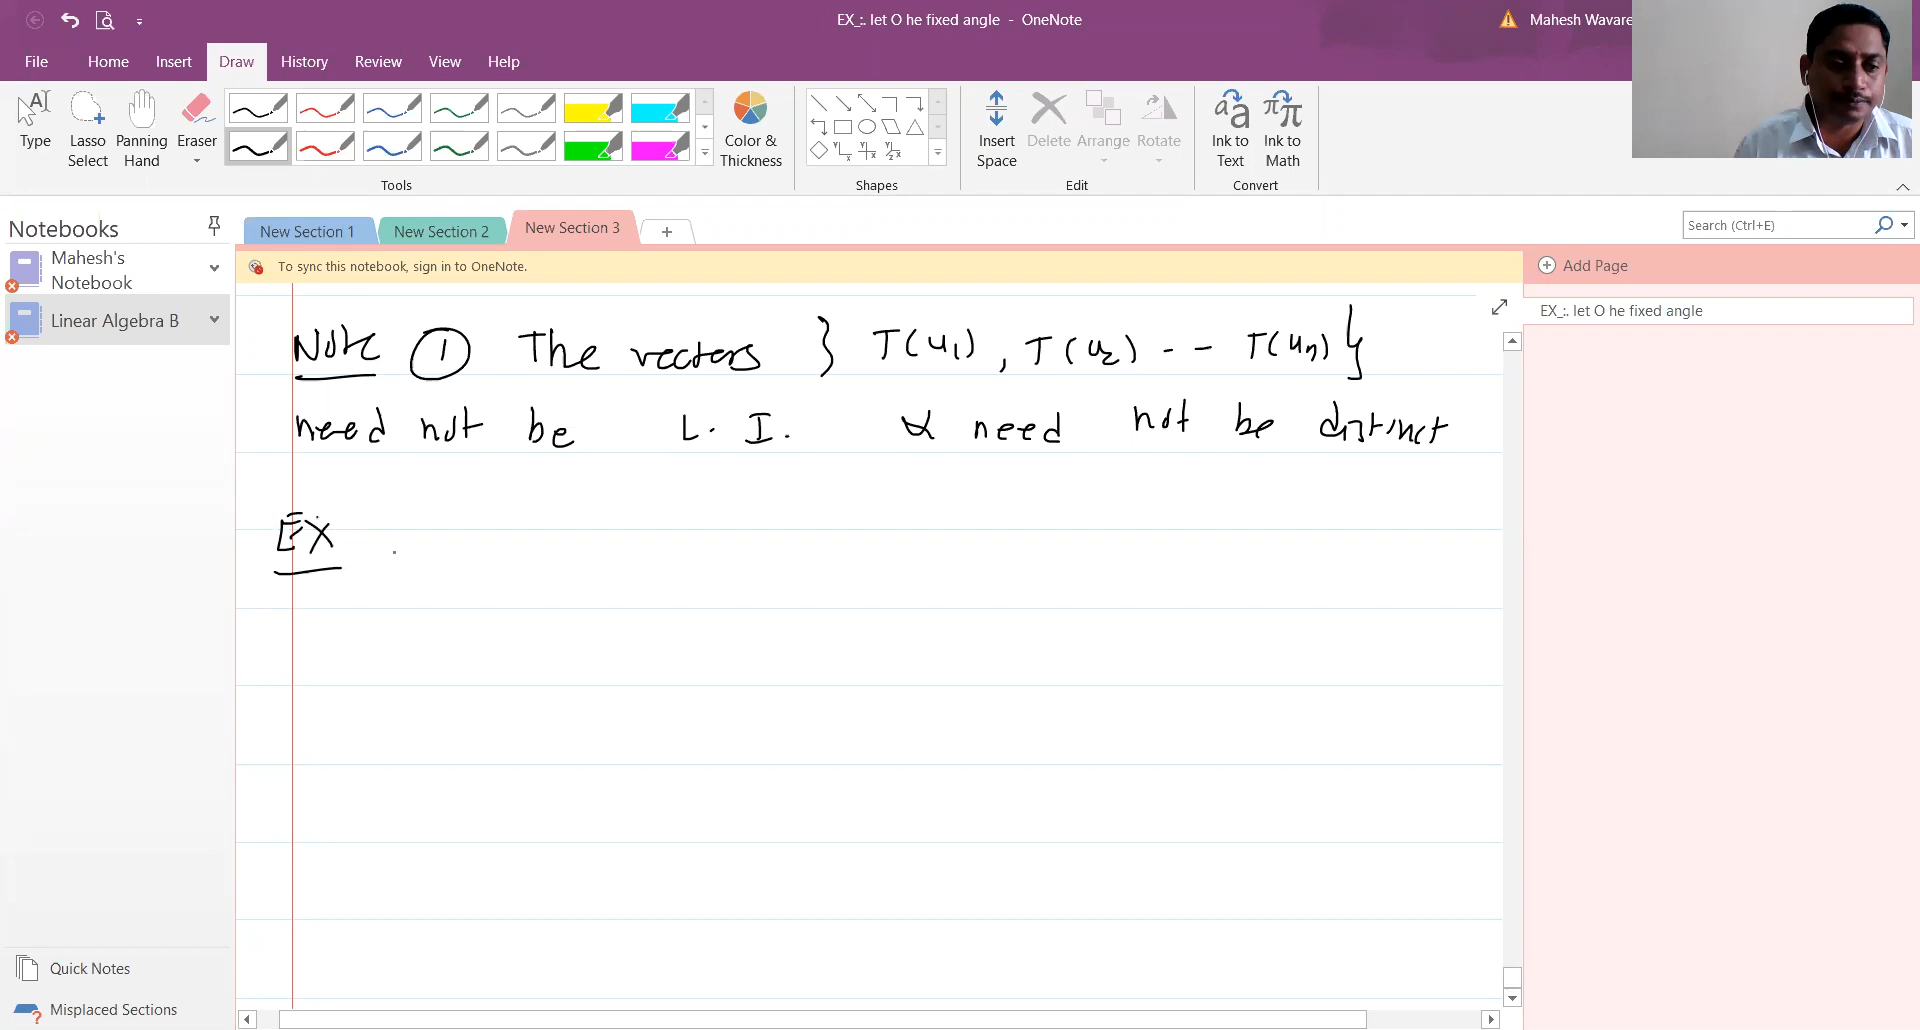 EX_:. let O he fixed angle - OneNote
Mahesh Wavare
File Home Insert Draw History Review View Help
Type
Lasso Select
Panning Hand
Eraser
Color & Thickness
Insert Space
Delete
Arrange
Rotate
Ink to Text
Ink to Math
Tools
Shapes
Edit
Convert
Notebooks
New Section 1
New Section 2
New Section 3
Search (Ctrl+E)
Mahesh's Notebook
Linear Algebra B
To sync this notebook, sign in to OneNote.
Add Page
EX_:. let O he fixed angle
Note ① The vectors } T(u₁), T(u₂) - - T(uₙ)}
need not be L. I. & need not be distinct
EX
Quick Notes
Misplaced Sections